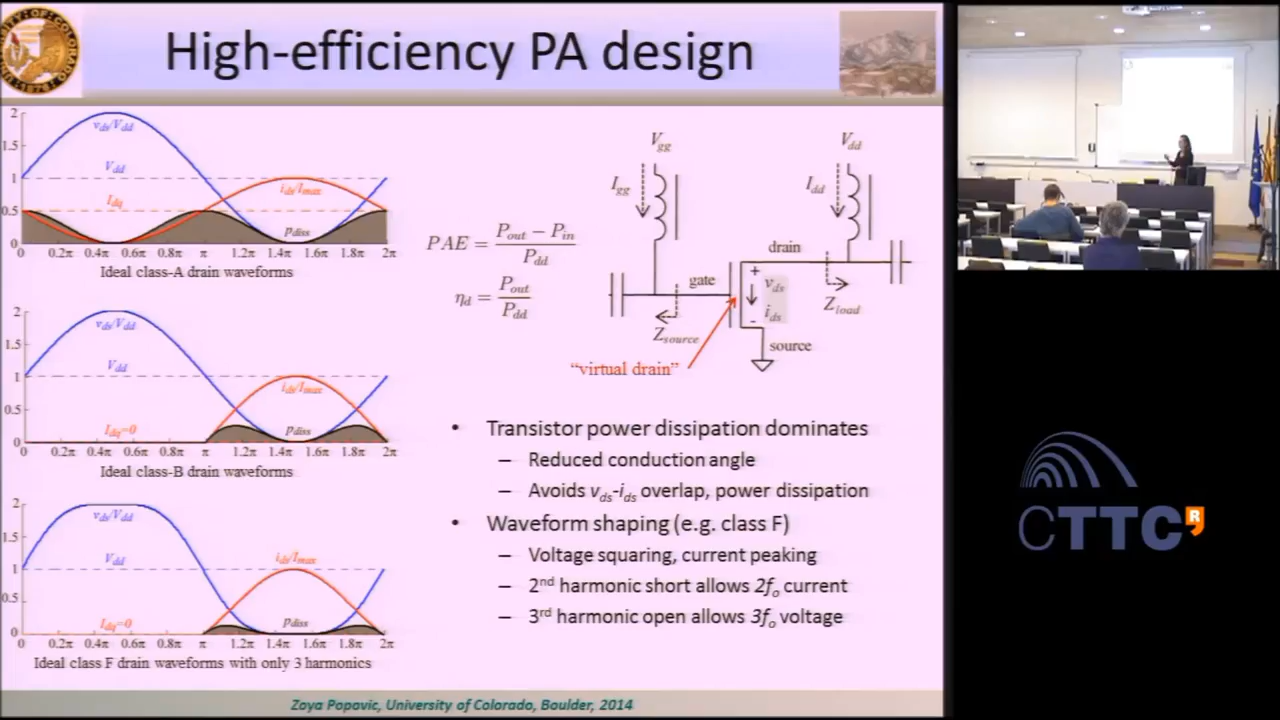 High-efficiency PA design
2
1.5
1
0.5
0
v_ds/V_dd
V_dd
I_dq
i_ds/I_max
p_diss
0 0.2π 0.4π 0.6π 0.8π π 1.2π 1.4π 1.6π 1.8π 2π
Ideal class-A drain waveforms
2
1.5
1
0.5
0
v_ds/V_dd
V_dd
I_dq=0
i_ds/I_max
p_diss
0 0.2π 0.4π 0.6π 0.8π π 1.2π 1.4π 1.6π 1.8π 2π
Ideal class-B drain waveforms
2
1.5
1
0.5
0
v_ds/V_dd
V_dd
I_dq=0
i_ds/I_max
p_diss
0 0.2π 0.4π 0.6π 0.8π π 1.2π 1.4π 1.6π 1.8π 2π
Ideal class F drain waveforms with only 3 harmonics
PAE = (P_out − P_in) / P_dd
η_d = P_out / P_dd
V_gg
I_gg
V_dd
I_dd
drain
gate
+
v_ds
i_ds
-
Z_source
Z_load
source
“virtual drain”
• Transistor power dissipation dominates
– Reduced conduction angle
– Avoids v_ds-i_ds overlap, power dissipation
• Waveform shaping (e.g. class F)
– Voltage squaring, current peaking
– 2nd harmonic short allows 2f_o current
– 3rd harmonic open allows 3f_o voltage
Zoya Popovic, University of Colorado, Boulder, 2014
CTTC R